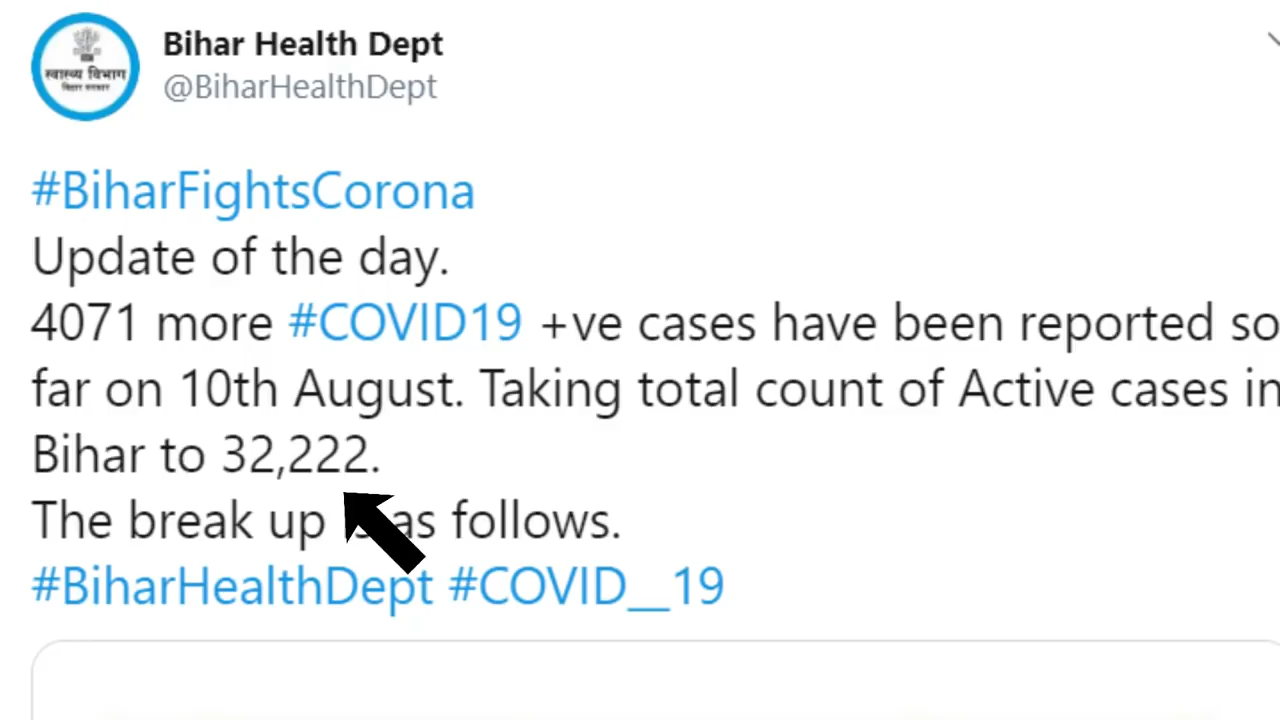 स्वास्थ्य विभाग
बिहार सरकार
Bihar Health Dept
@BiharHealthDept
#BiharFightsCorona
Update of the day.
4071 more #COVID19 +ve cases have been reported so
far on 10th August. Taking total count of Active cases in
Bihar to 32,222.
The break up as follows.
#BiharHealthDept #COVID__19